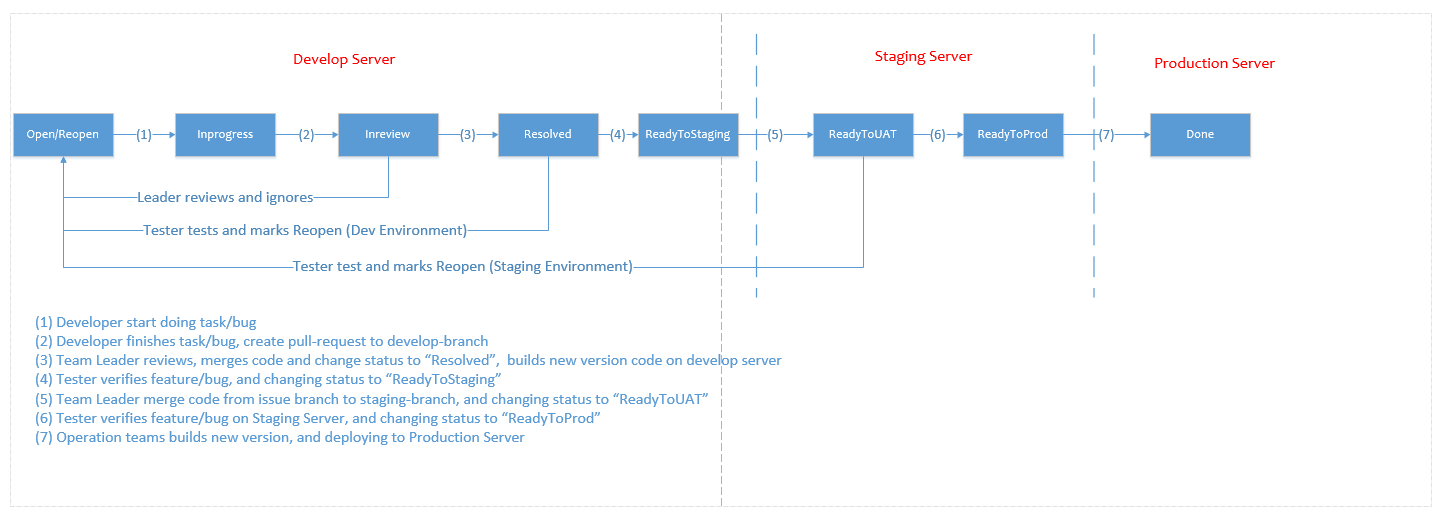 Develop Server
Staging Server
Production Server
Open/Reopen
(1)
Inprogress
(2)
Inreview
(3)
Resolved
(4)
ReadyToStaging
(5)
ReadyToUAT
(6)
ReadyToProd
(7)
Done
Leader reviews and ignores
Tester tests and marks Reopen (Dev Environment)
Tester test and marks Reopen (Staging Environment)
(1) Developer start doing task/bug
(2) Developer finishes task/bug, create pull-request to develop-branch
(3) Team Leader reviews, merges code and change status to “Resolved”, builds new version code on develop server
(4) Tester verifies feature/bug, and changing status to “ReadyToStaging”
(5) Team Leader merge code from issue branch to staging-branch, and changing status to “ReadyToUAT”
(6) Tester verifies feature/bug on Staging Server, and changing status to “ReadyToProd”
(7) Operation teams builds new version, and deploying to Production Server